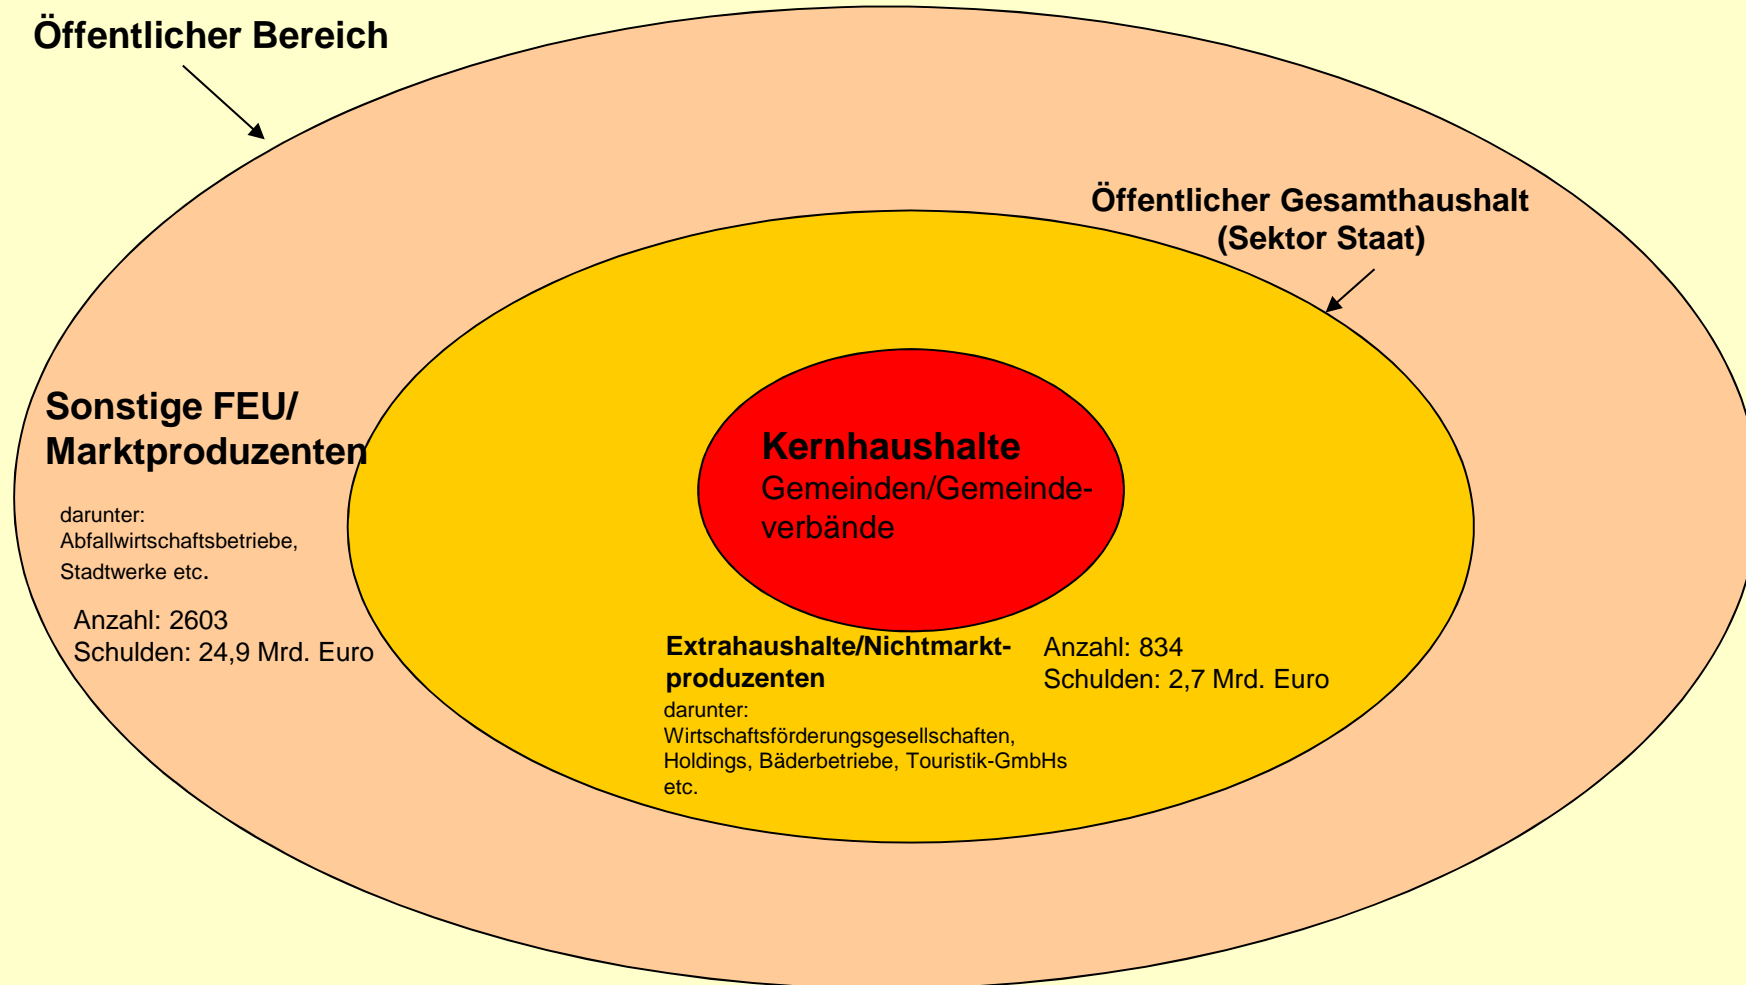 Öffentlicher Bereich
Öffentlicher Gesamthaushalt
(Sektor Staat)
Sonstige FEU/
Marktproduzenten
darunter:
Abfallwirtschaftsbetriebe,
Stadtwerke etc.
Anzahl: 2603
Schulden: 24,9 Mrd. Euro
Kernhaushalte
Gemeinden/Gemeinde-
verbände
Extrahaushalte/Nichtmarkt-
produzenten
darunter:
Wirtschaftsförderungsgesellschaften,
Holdings, Bäderbetriebe, Touristik-GmbHs
etc.
Anzahl: 834
Schulden: 2,7 Mrd. Euro